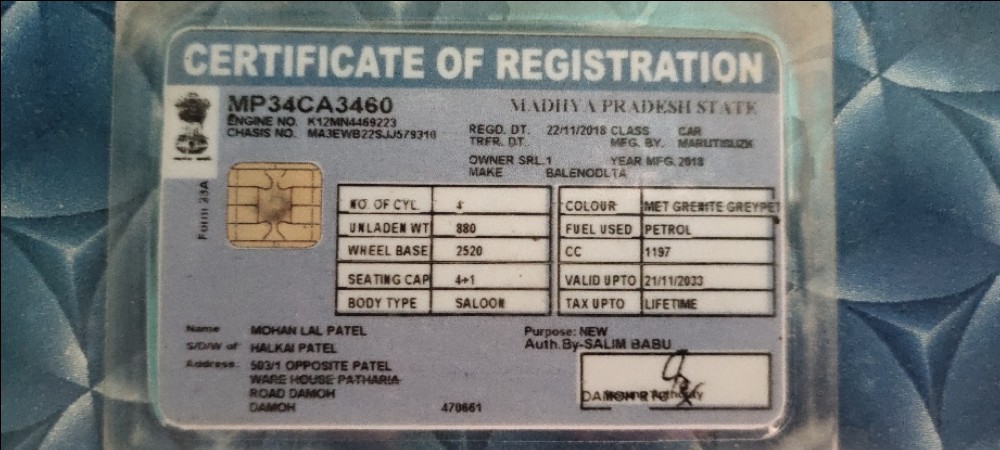 CERTIFICATE OF REGISTRATION
MP34CA3460
MADHYA PRADESH STATE
ENGINE NO. K12MN4469223
CHASIS NO. MA3EWB22SJJ579310
REGD. DT. 22/11/2018 CLASS CAR
TRFR. DT. MFG. BY. MARUTISUZK
OWNER SRL.1 YEAR MFG.2018
MAKE BALENODLTA
Form 23A
NO. OF CYL 4
UNLADEN WT 880
WHEEL BASE 2520
SEATING CAP 4+1
BODY TYPE SALOON
COLOUR MET GREMITE GREYPET
FUEL USED PETROL
CC 1197
VALID UPTO 21/11/2033
TAX UPTO LIFETIME
Name MOHAN LAL PATEL
S/D/W of HALKAI PATEL
Address. 503/1 OPPOSITE PATEL
WARE HOUSE PATHARIA
ROAD DAMOH
DAMOH 470661
Purpose: NEW
Auth.By-SALIM BABU
DAMOH RTO